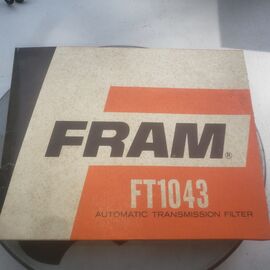 FRAM®
FT1043
AUTOMATIC TRANSMISSION FILTER